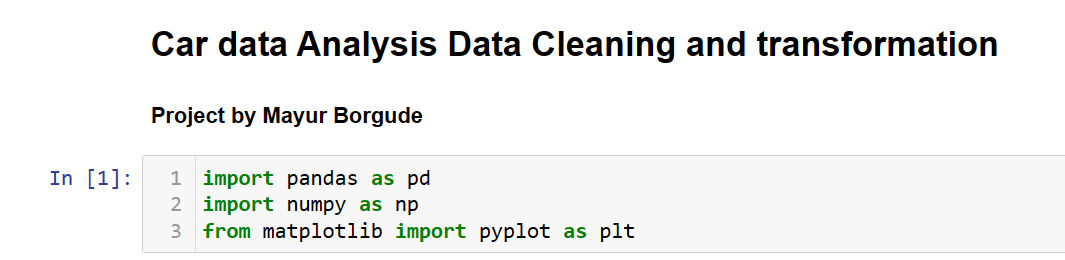 Car data Analysis Data Cleaning and transformation
Project by Mayur Borgude
In [1]:
1 import pandas as pd
2 import numpy as np
3 from matplotlib import pyplot as plt